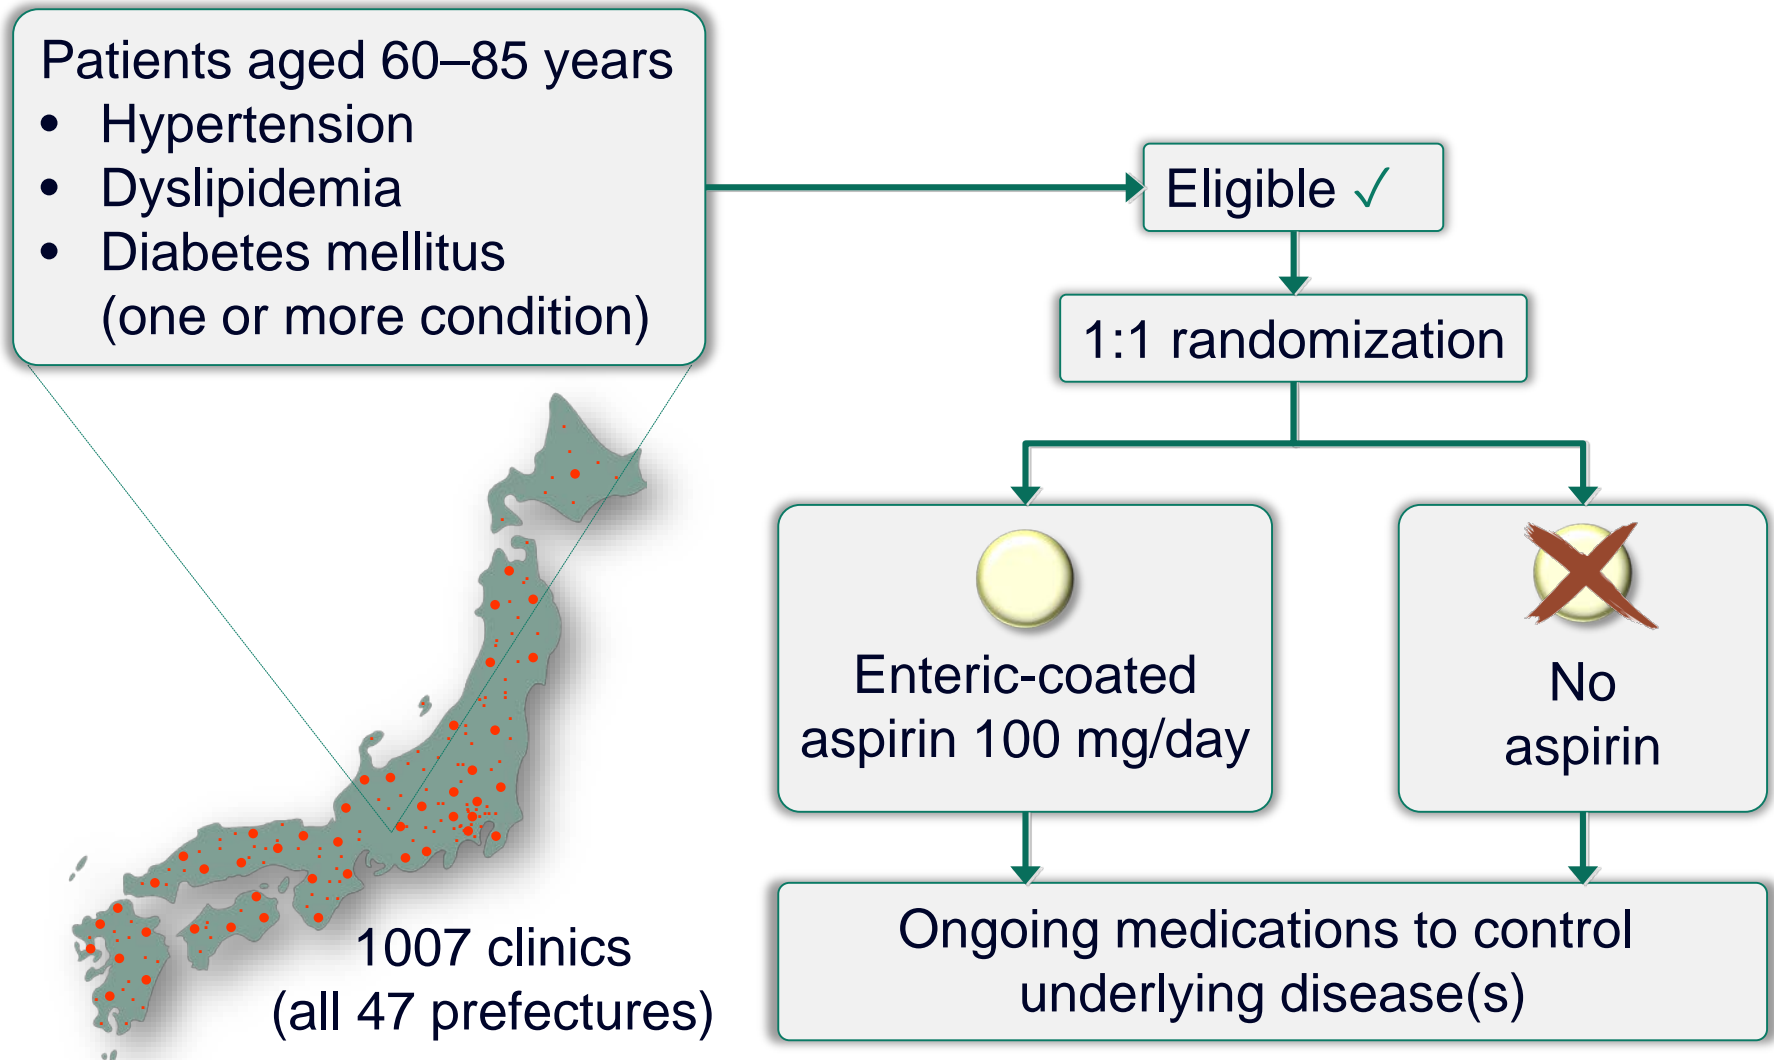 Patients aged 60–85 years
• Hypertension
• Dyslipidemia
• Diabetes mellitus
(one or more condition)
Eligible ✓
1:1 randomization
Enteric-coated
aspirin 100 mg/day
No
aspirin
Ongoing medications to control
underlying disease(s)
1007 clinics
(all 47 prefectures)